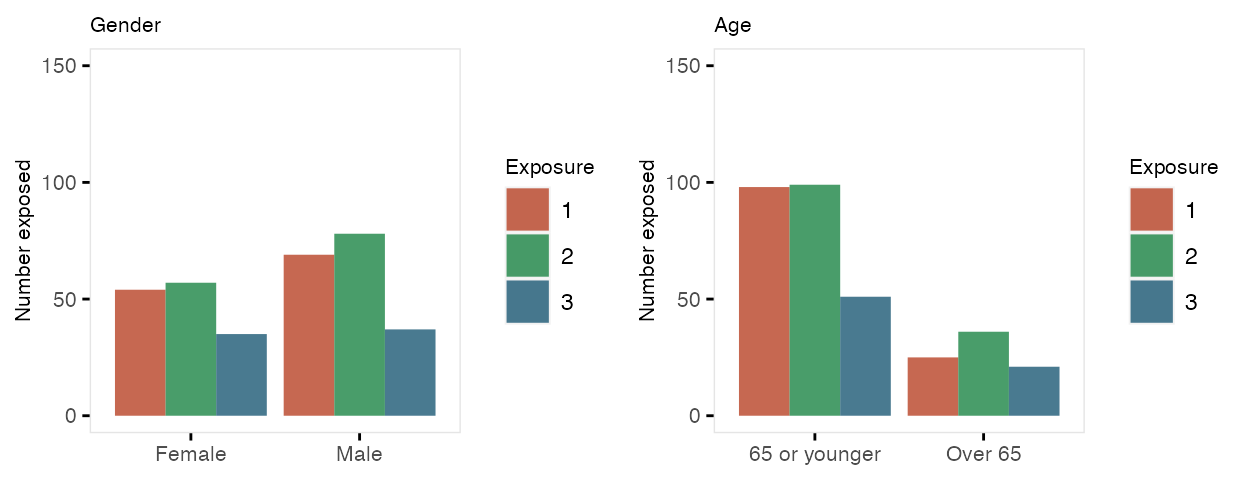 Gender
150
100
50
0
Number exposed
Female Male
Exposure
1
2
3
Age
150
100
50
0
Number exposed
65 or younger Over 65
Exposure
1
2
3